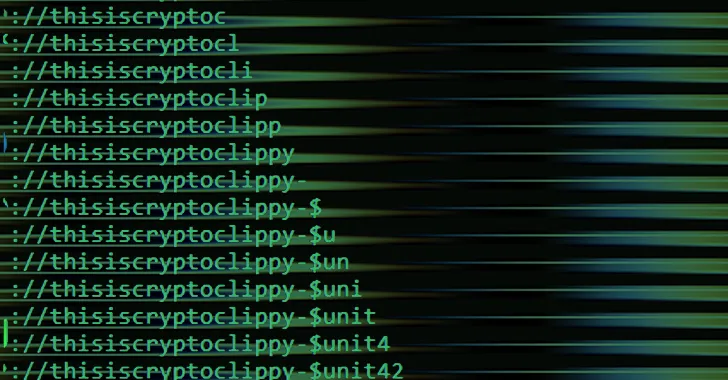 ://thisiscryptoc
://thisiscryptocl
://thisiscryptocli
://thisiscryptoclip
://thisiscryptoclipp
://thisiscryptoclippy
://thisiscryptoclippy-
://thisiscryptoclippy-$
://thisiscryptoclippy-$u
://thisiscryptoclippy-$un
://thisiscryptoclippy-$uni
://thisiscryptoclippy-$unit
://thisiscryptoclippy-$unit4
://thisiscryptoclippy-$unit42